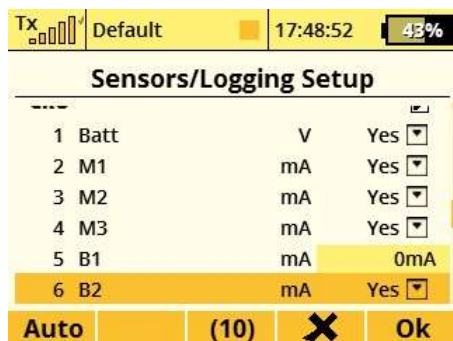 Tx Default 17:48:52 43%
Sensors/Logging Setup
1 Batt V Yes
2 M1 mA Yes
3 M2 mA Yes
4 M3 mA Yes
5 B1 mA 0mA
6 B2 mA Yes
Auto (10) Ok